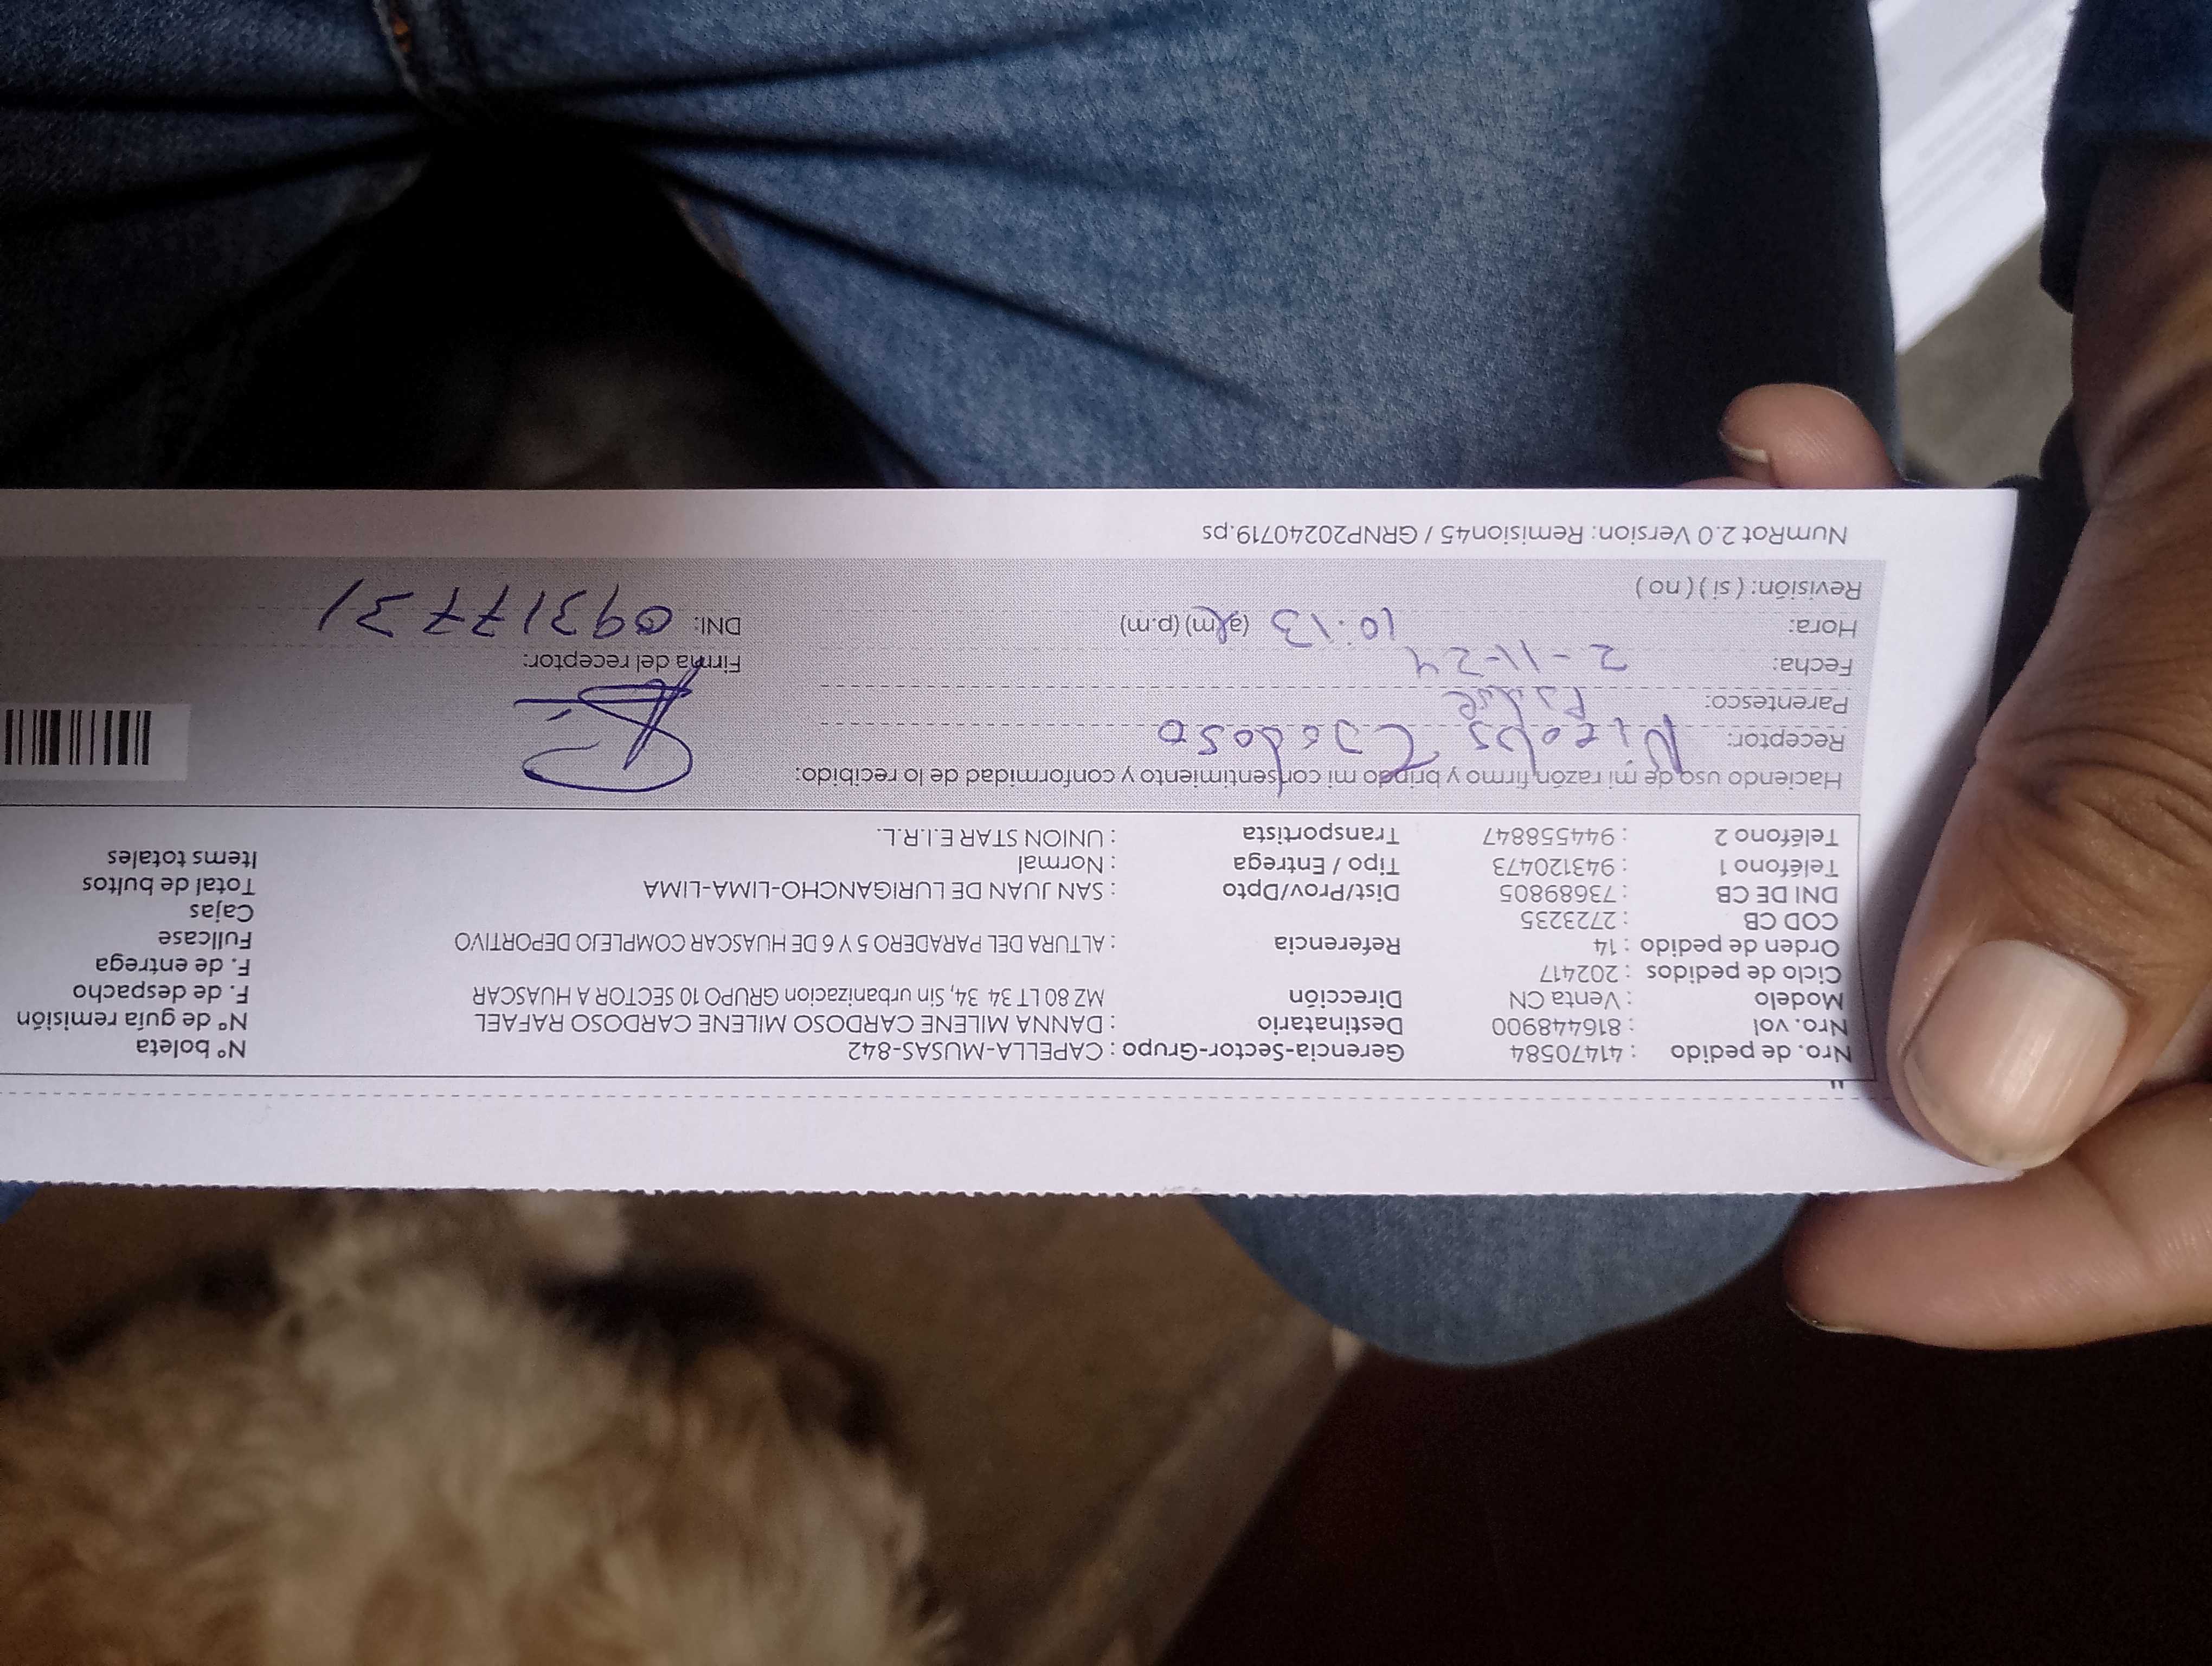 "
Nro. de pedido : 41470584 Gerencia-Sector-Grupo : CAPELLA-MUSAS-842 N° boleta
Nro. vol : 816448900 Destinatario : DANNA MILENE CARDOSO MILENE CARDOSO RAFAEL N° de guía remisión
Modelo : Venta CN Dirección MZ 80 LT 34 34, Sin urbanizacion GRUPO 10 SECTOR A HUASCAR F. de despacho
Ciclo de pedidos : 202417 F. de entrega
Orden de pedido : 14 Referencia : ALTURA DEL PARADERO 5 Y 6 DE HUASCAR COMPLEJO DEPORTIVO Fullcase
COD CB : 2723235 Cajas
DNI DE CB : 73689805 Dist/Prov/Dpto : SAN JUAN DE LURIGANCHO-LIMA-LIMA Total de bultos
Teléfono 1 : 943120473 Tipo / Entrega : Normal Items totales
Teléfono 2 : 944558847 Transportista : UNION STAR E.I.R.L.
Haciendo uso de mi razón firmo y brindo mi consentimiento y conformidad de lo recibido:
Receptor:
Parentesco: Padre
Fecha: 2-11-24 Firma del receptor:
Hora: 10:13 (a.m) (p.m) DNI: 09317731
Revisión: ( si ) ( no )
NumRot 2.0 Version: Remision45 / GRNP20240719.ps